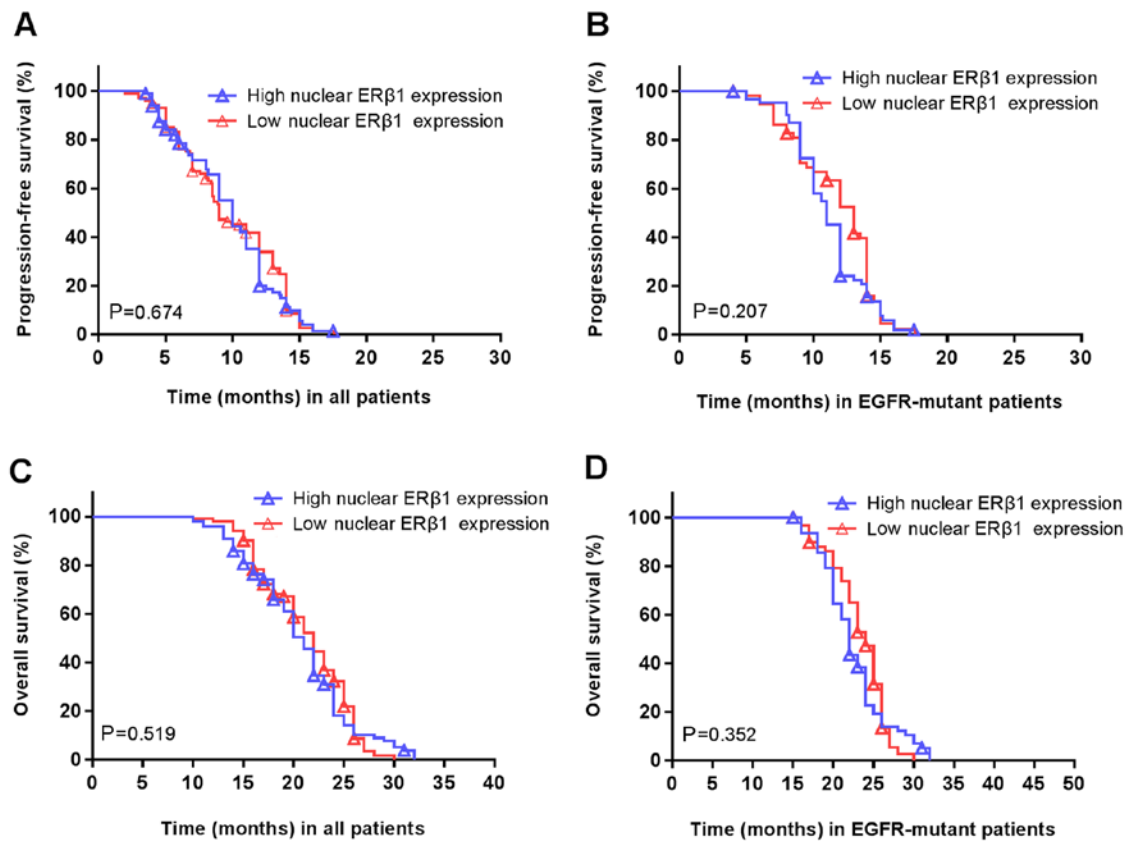 A
Progression-free survival (%)
100
80
60
40
20
0
High nuclear ERβ1 expression
Low nuclear ERβ1 expression
P=0.674
0 5 10 15 20 25 30
Time (months) in all patients
B
Progression-free survival (%)
100
80
60
40
20
0
High nuclear ERβ1 expression
Low nuclear ERβ1 expression
P=0.207
0 5 10 15 20 25 30
Time (months) in EGFR-mutant patients
C
Overall survival (%)
100
80
60
40
20
0
High nuclear ERβ1 expression
Low nuclear ERβ1 expression
P=0.519
0 5 10 15 20 25 30 35 40
Time (months) in all patients
D
Overall survival (%)
100
80
60
40
20
0
High nuclear ERβ1 expression
Low nuclear ERβ1 expression
P=0.352
0 5 10 15 20 25 30 35 40 45 50
Time (months) in EGFR-mutant patients